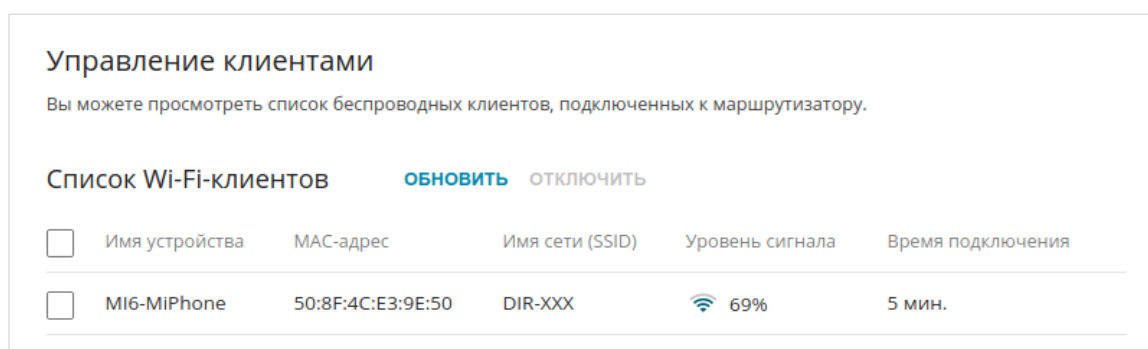 Управление клиентами
Вы можете просмотреть список беспроводных клиентов, подключенных к маршрутизатору.
Список Wi-Fi-клиентов ОБНОВИТЬ ОТКЛЮЧИТЬ
Имя устройства MAC-адрес Имя сети (SSID) Уровень сигнала Время подключения
MI6-MiPhone 50:8F:4C:E3:9E:50 DIR-XXX 69% 5 мин.